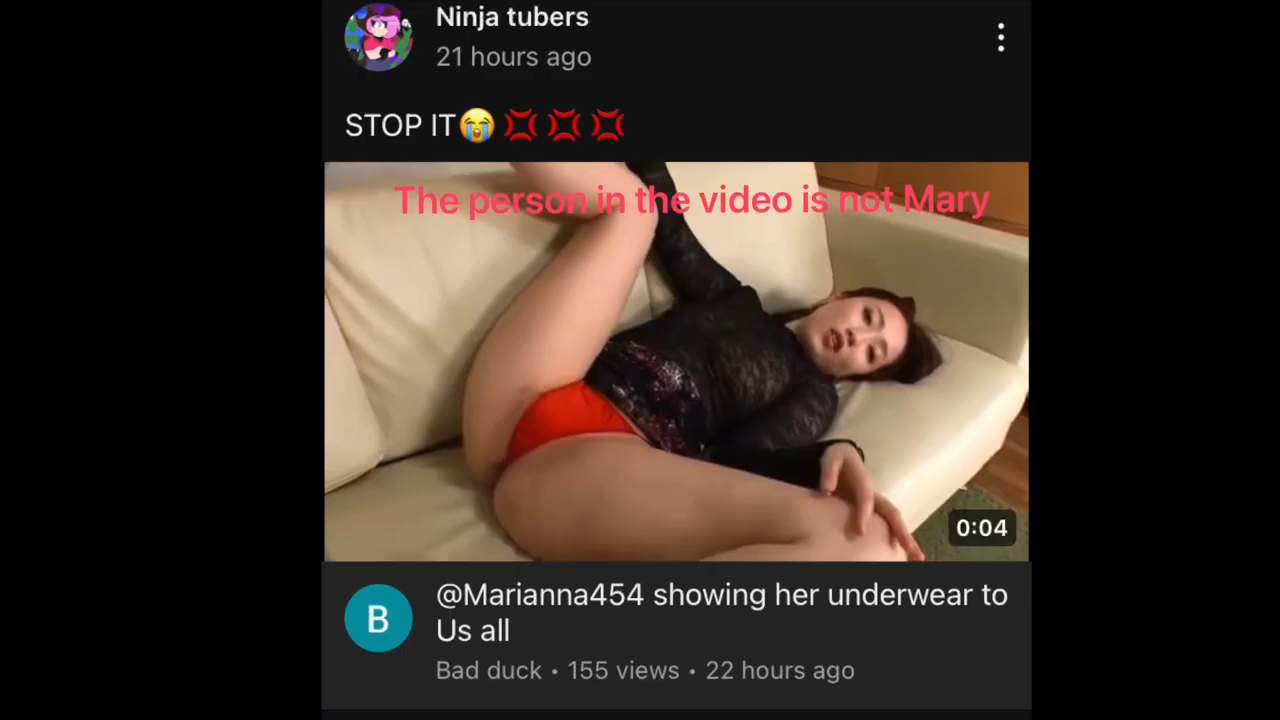 Ninja tubers
21 hours ago
STOP IT😭💢💢💢
The person in the video is not Mary
0:04
B
@Marianna454 showing her underwear to
Us all
Bad duck • 155 views • 22 hours ago